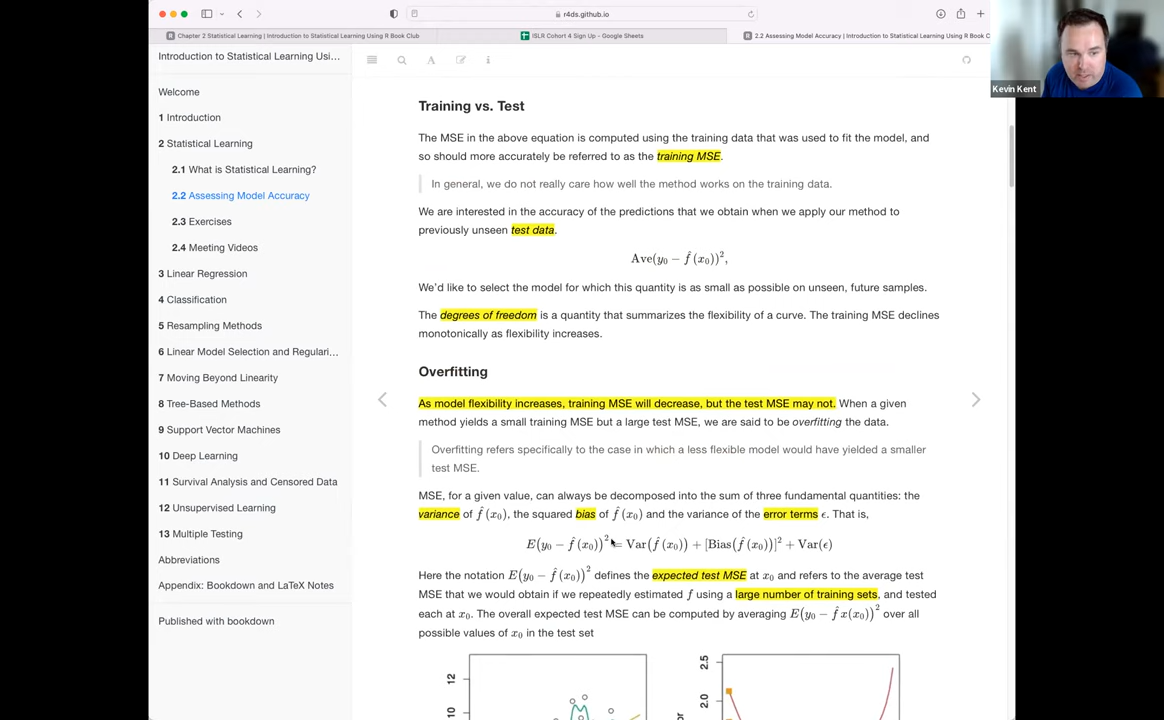 r4ds.github.io
Chapter 2 Statistical Learning | Introduction to Statistical Learning Using R Book Club
ISLR Cohort 4 Sign Up - Google Sheets
2.2 Assessing Model Accuracy | Introduction to Statistical Learning Using R Book C
Kevin Kent
Introduction to Statistical Learning Usi...
Welcome
1 Introduction
2 Statistical Learning
2.1 What is Statistical Learning?
2.2 Assessing Model Accuracy
2.3 Exercises
2.4 Meeting Videos
3 Linear Regression
4 Classification
5 Resampling Methods
6 Linear Model Selection and Regulari...
7 Moving Beyond Linearity
8 Tree-Based Methods
9 Support Vector Machines
10 Deep Learning
11 Survival Analysis and Censored Data
12 Unsupervised Learning
13 Multiple Testing
Abbreviations
Appendix: Bookdown and LaTeX Notes
Published with bookdown
Training vs. Test
The MSE in the above equation is computed using the training data that was used to fit the model, and
so should more accurately be referred to as the training MSE.
In general, we do not really care how well the method works on the training data.
We are interested in the accuracy of the predictions that we obtain when we apply our method to
previously unseen test data.
Ave(y₀ − f̂ (x₀))²,
We'd like to select the model for which this quantity is as small as possible on unseen, future samples.
The degrees of freedom is a quantity that summarizes the flexibility of a curve. The training MSE declines
monotonically as flexibility increases.
Overfitting
As model flexibility increases, training MSE will decrease, but the test MSE may not. When a given
method yields a small training MSE but a large test MSE, we are said to be overfitting the data.
Overfitting refers specifically to the case in which a less flexible model would have yielded a smaller
test MSE.
MSE, for a given value, can always be decomposed into the sum of three fundamental quantities: the
variance of f̂ (x₀), the squared bias of f̂ (x₀) and the variance of the error terms ϵ. That is,
E(y₀ − f̂ (x₀))² = Var(f̂ (x₀)) + [Bias(f̂ (x₀)]² + Var(ϵ)
Here the notation E(y₀ − f̂ (x₀))² defines the expected test MSE at x₀ and refers to the average test
MSE that we would obtain if we repeatedly estimated f using a large number of training sets, and tested
each at x₀. The overall expected test MSE can be computed by averaging E(y₀ − f̂ x(x₀))² over all
possible values of x₀ in the test set
12
10
2.5
2.0